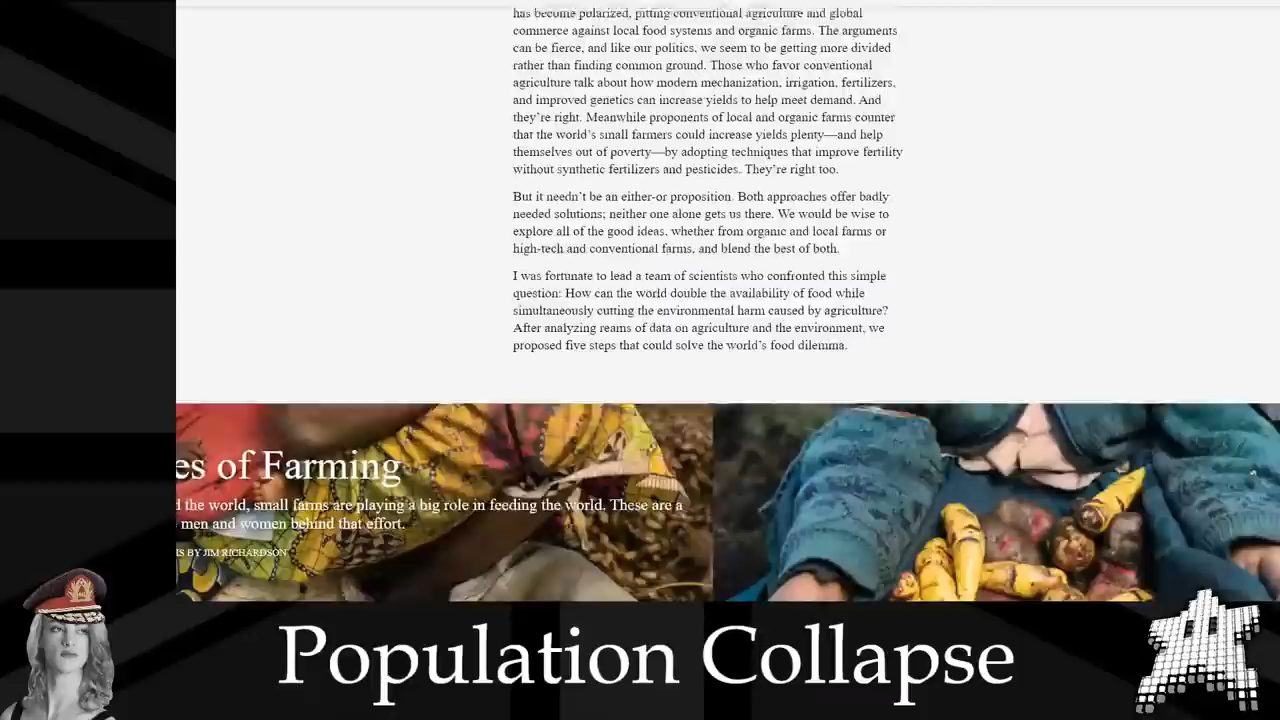 has become polarized, pitting conventional agriculture and global
commerce against local food systems and organic farms. The arguments
can be fierce, and like our politics, we seem to be getting more divided
rather than finding common ground. Those who favor conventional
agriculture talk about how modern mechanization, irrigation, fertilizers,
and improved genetics can increase yields to help meet demand. And
they’re right. Meanwhile proponents of local and organic farms counter
that the world’s small farmers could increase yields plenty—and help
themselves out of poverty—by adopting techniques that improve fertility
without synthetic fertilizers and pesticides. They’re right too.
But it needn’t be an either-or proposition. Both approaches offer badly
needed solutions; neither one alone gets us there. We would be wise to
explore all of the good ideas, whether from organic and local farms or
high-tech and conventional farms, and blend the best of both.
I was fortunate to lead a team of scientists who confronted this simple
question: How can the world double the availability of food while
simultaneously cutting the environmental harm caused by agriculture?
After analyzing reams of data on agriculture and the environment, we
proposed five steps that could solve the world’s food dilemma.
es of Farming
d the world, small farms are playing a big role in feeding the world. These are a
men and women behind that effort.
IS BY JIM RICHARDSON
Population Collapse